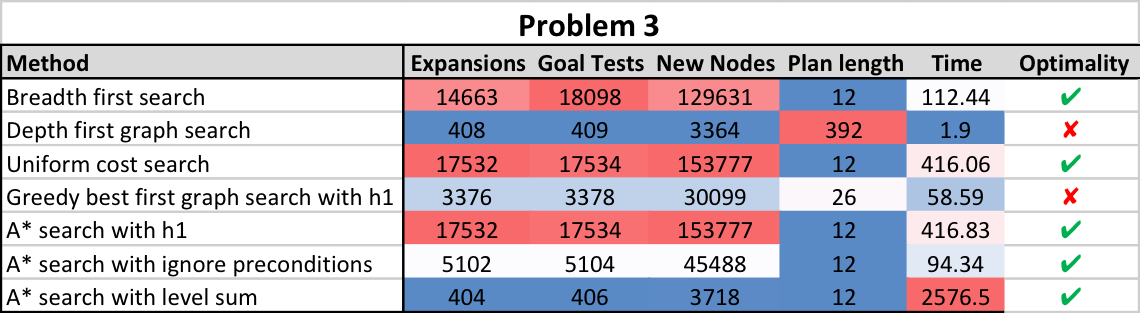 Problem 3
Method Expansions Goal Tests New Nodes Plan length Time Optimality
Breadth first search 14663 18098 129631 12 112.44 ✔
Depth first graph search 408 409 3364 392 1.9 ✘
Uniform cost search 17532 17534 153777 12 416.06 ✔
Greedy best first graph search with h1 3376 3378 30099 26 58.59 ✘
A* search with h1 17532 17534 153777 12 416.83 ✔
A* search with ignore preconditions 5102 5104 45488 12 94.34 ✔
A* search with level sum 404 406 3718 12 2576.5 ✔